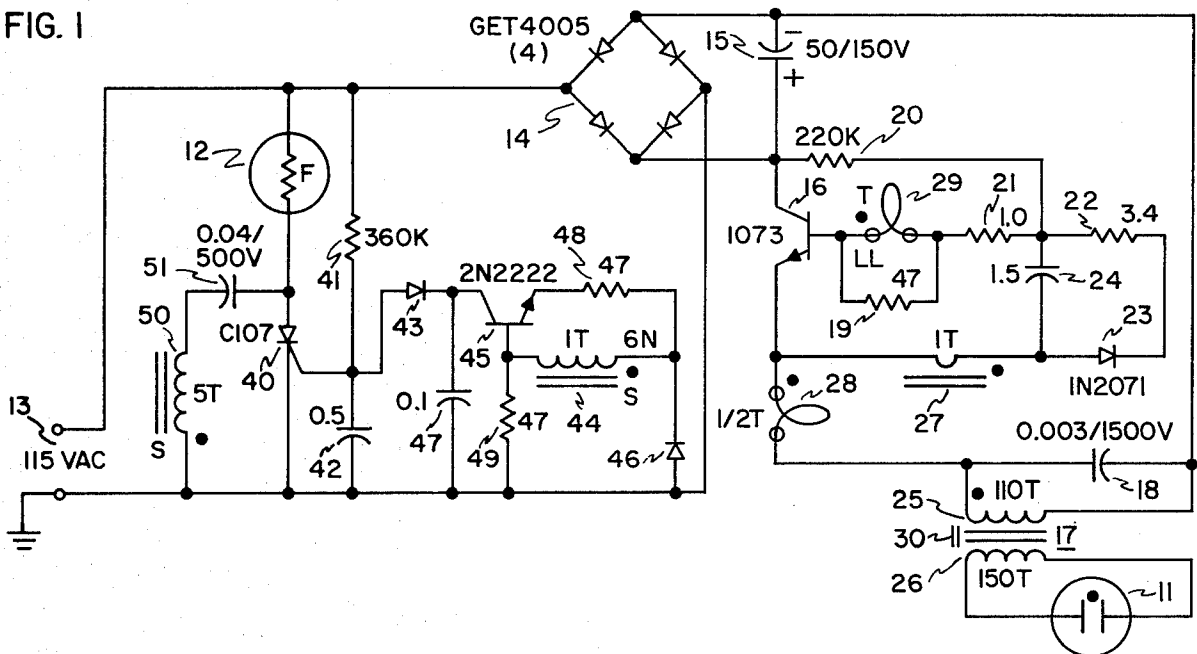 FIG. 1
GET4005
(4)
15
50/150V
−
+
14
12
F
220K
20
16
T
29
21
1.0
22
3.4
1073
LL
47
19
1.5
24
0.04/
500V
51
360K
41
48
47
2N2222
43
45
1T
6N
S
44
50
C107
40
5T
S
0.5
42
0.1
47
47
49
46
13
115 VAC
1T
27
23
1N2071
1/2T
28
0.003/1500V
18
25
110T
30
17
26
150T
11